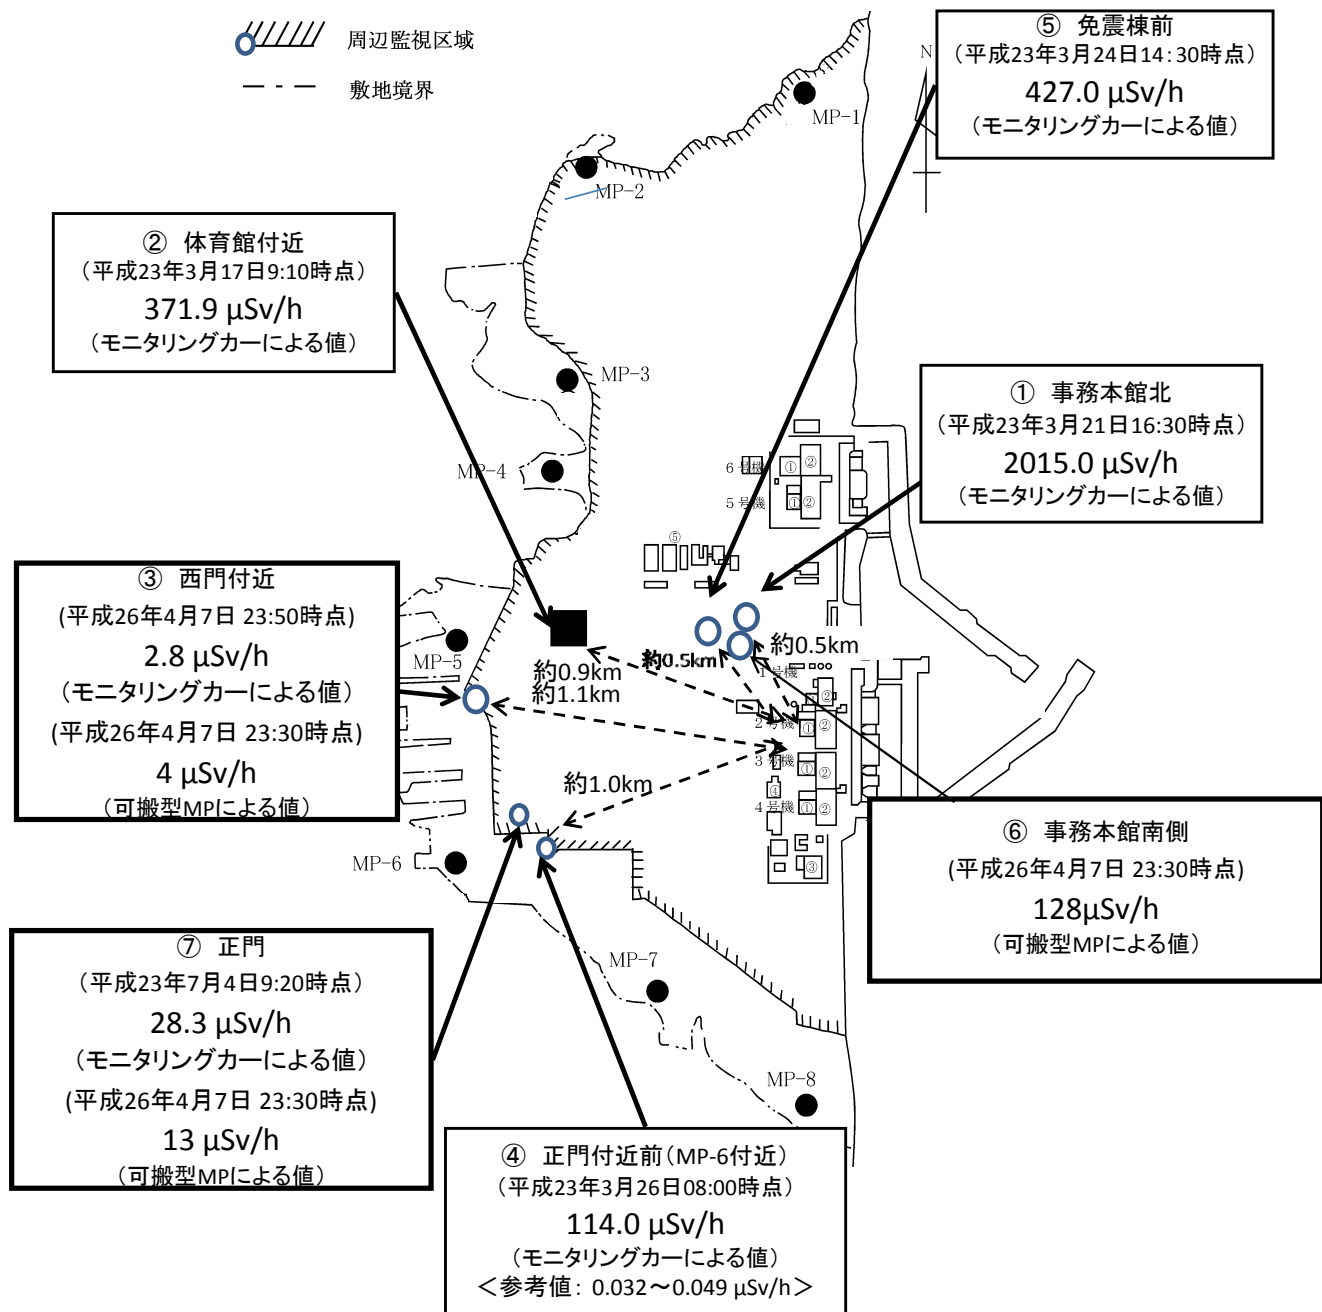 周辺監視区域
敷地境界
⑤ 免震棟前
（平成23年3月24日14：30時点）
427.0 μSv/h
（モニタリングカーによる値）
N
MP-1
MP-2
② 体育館付近
（平成23年3月17日9:10時点）
371.9 μSv/h
（モニタリングカーによる値）
MP-3
① 事務本館北
（平成23年3月21日16:30時点）
2015.0 μSv/h
（モニタリングカーによる値）
MP-4
6号機
①
②
5号機
①
②
⑤
③ 西門付近
(平成26年4月7日 23:50時点)
2.8 μSv/h
（モニタリングカーによる値）
(平成26年4月7日 23:30時点)
4 μSv/h
（可搬型MPによる値）
MP-5
約0.9km
約1.1km
約0.5km
約0.5km
1号機
②
2号機
①
②
3号機
①
②
④
4号機
①
②
③
約1.0km
MP-6
⑥ 事務本館南側
(平成26年4月7日 23:30時点)
128μSv/h
（可搬型MPによる値）
⑦ 正門
（平成23年7月4日9:20時点）
28.3 μSv/h
（モニタリングカーによる値）
(平成26年4月7日 23:30時点)
13 μSv/h
（可搬型MPによる値）
MP-7
MP-8
④ 正門付近前（MP-6付近）
（平成23年3月26日08:00時点）
114.0 μSv/h
（モニタリングカーによる値）
＜参考値：0.032～0.049 μSv/h＞